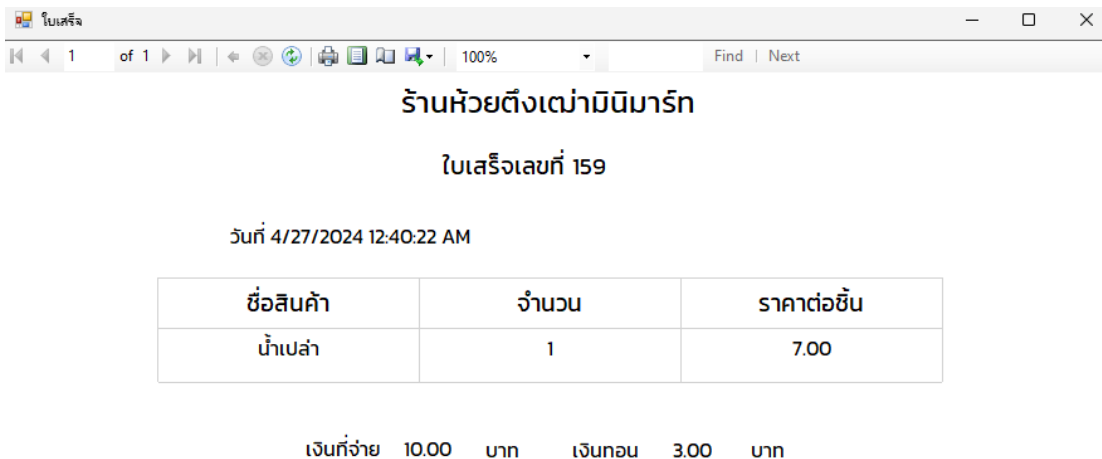 ใบเสร็จ
1 of 1 100% Find | Next
ร้านห้วยตึงเฒ่ามินิมาร์ท
ใบเสร็จเลขที่ 159
วันที่ 4/27/2024 12:40:22 AM
ชื่อสินค้า จำนวน ราคาต่อชิ้น
น้ำเปล่า 1 7.00
เงินที่จ่าย 10.00 บาท เงินทอน 3.00 บาท